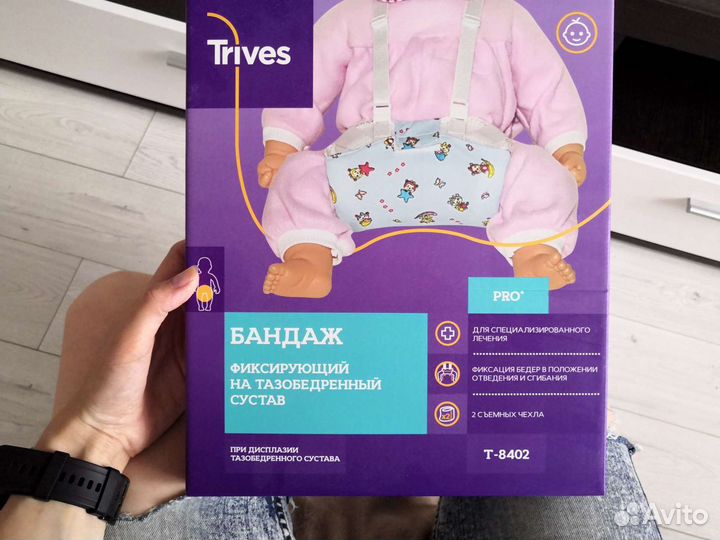 Trives
PRO*
БАНДАЖ
ФИКСИРУЮЩИЙ
НА ТАЗОБЕДРЕННЫЙ
СУСТАВ
ДЛЯ СПЕЦИАЛИЗИРОВАННОГО
ЛЕЧЕНИЯ
ФИКСАЦИЯ БЕДЕР В ПОЛОЖЕНИИ
ОТВЕДЕНИЯ И СГИБАНИЯ
2 СЪЕМНЫХ ЧЕХЛА
ПРИ ДИСПЛАЗИИ
ТАЗОБЕДРЕННОГО СУСТАВА
Т-8402
Avito